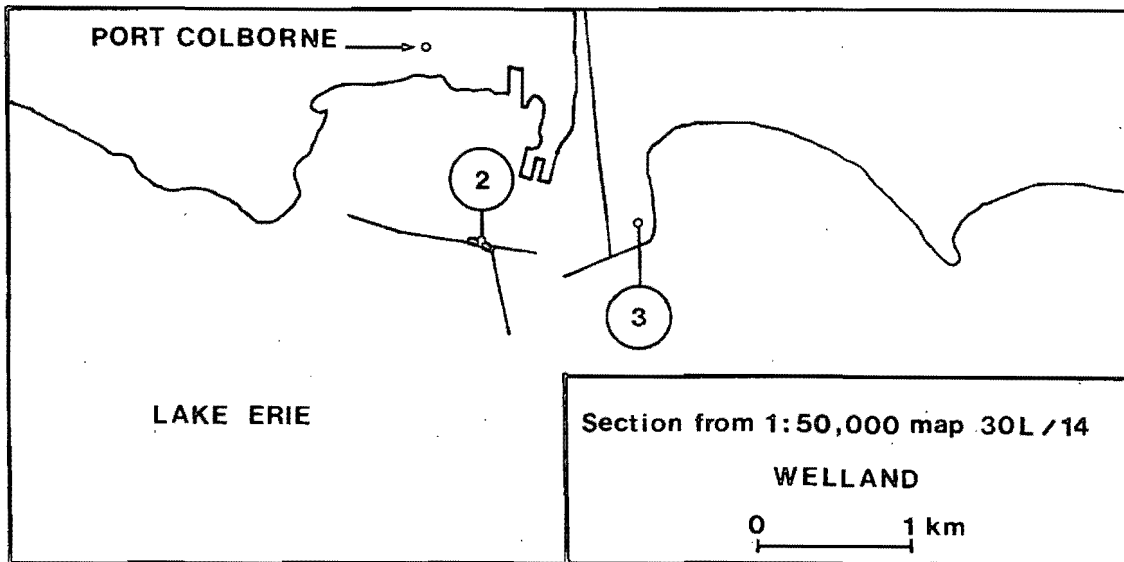 PORT COLBORNE
2
3
LAKE ERIE
Section from 1:50,000 map 30L/14
WELLAND
0 1 km